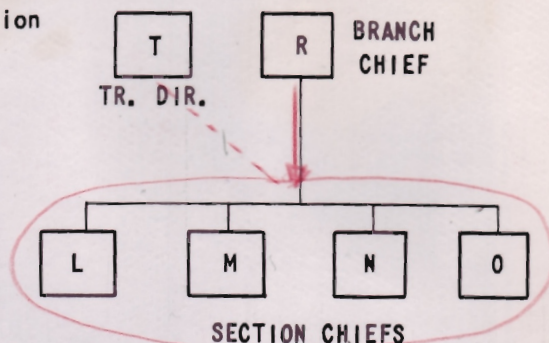 ion
T
R
BRANCH
CHIEF
TR. DIR.
L
M
N
O
SECTION CHIEFS